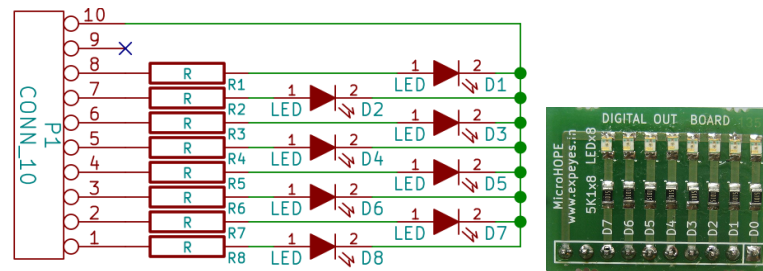 10
9
8 R R1 1 2 LED D1
7 R R2 1 2 LED D2
6 R R3 1 2 LED D3
5 R R4 1 2 LED D4
4 R R5 1 2 LED D5
3 R R6 1 2 LED D6
2 R R7 1 2 LED D7
1 R R8 1 2 LED D8
P1
CONN_10
DIGITAL OUT BOARD
MicroHOPE
www.expeyes.in
5K1x8 LEDx8
D7 D6 D5 D4 D3 D2 D1 D0